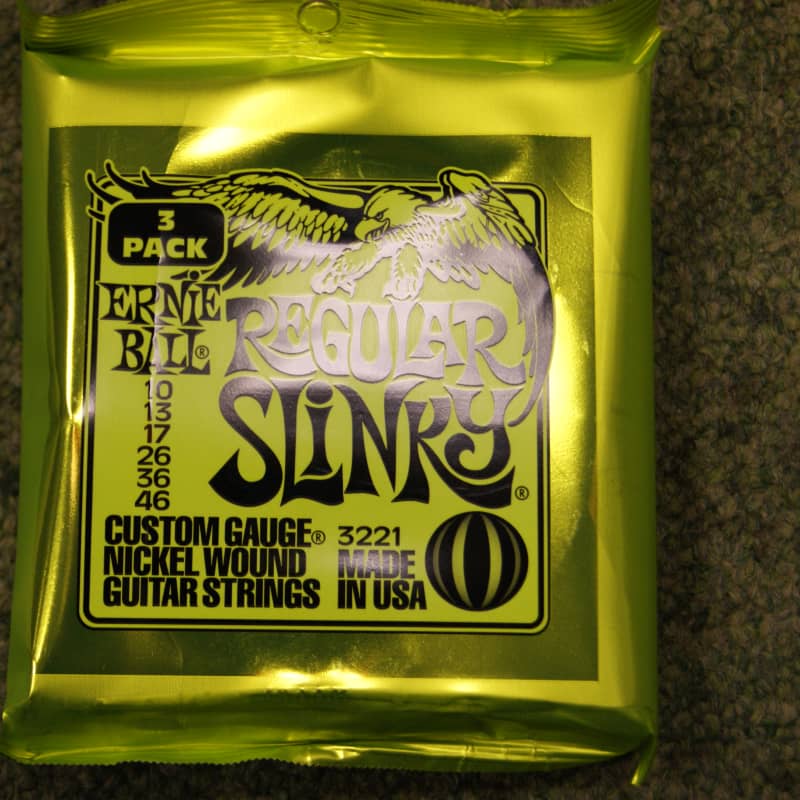 3
PACK
ERNiE
BALL®
REGULAR
SLiNKY®
10
13
17
26
36
46
CUSTOM GAUGE® 3221
NICKEL WOUND MADE
GUITAR STRINGS IN USA